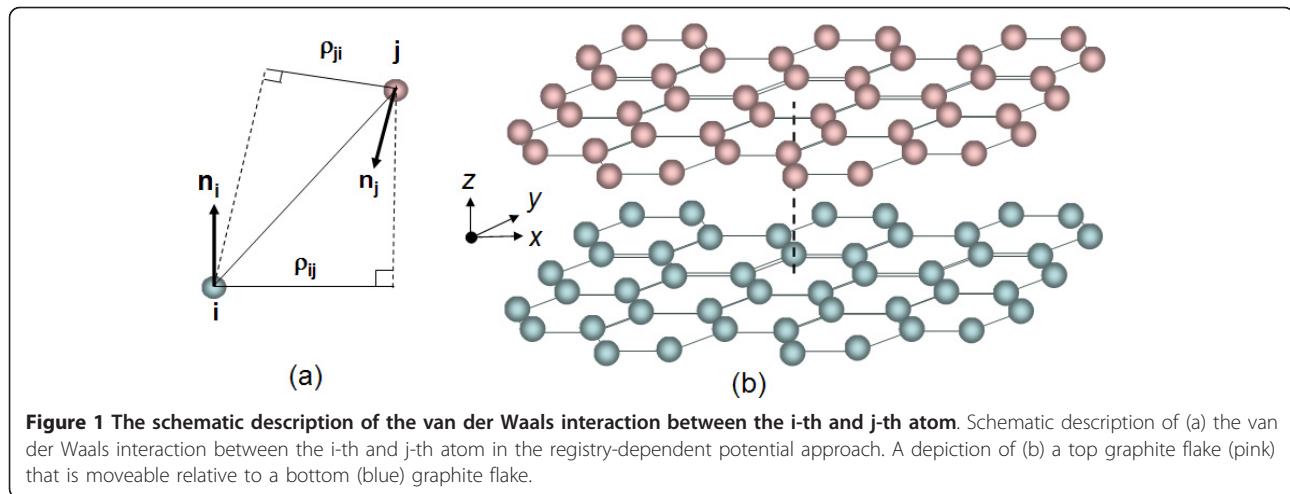 ρji j
ni nj
ρij
i
(a)
z
y
x
(b)
Figure 1 The schematic description of the van der Waals interaction between the i-th and j-th atom. Schematic description of (a) the van
der Waals interaction between the i-th and j-th atom in the registry-dependent potential approach. A depiction of (b) a top graphite flake (pink)
that is moveable relative to a bottom (blue) graphite flake.